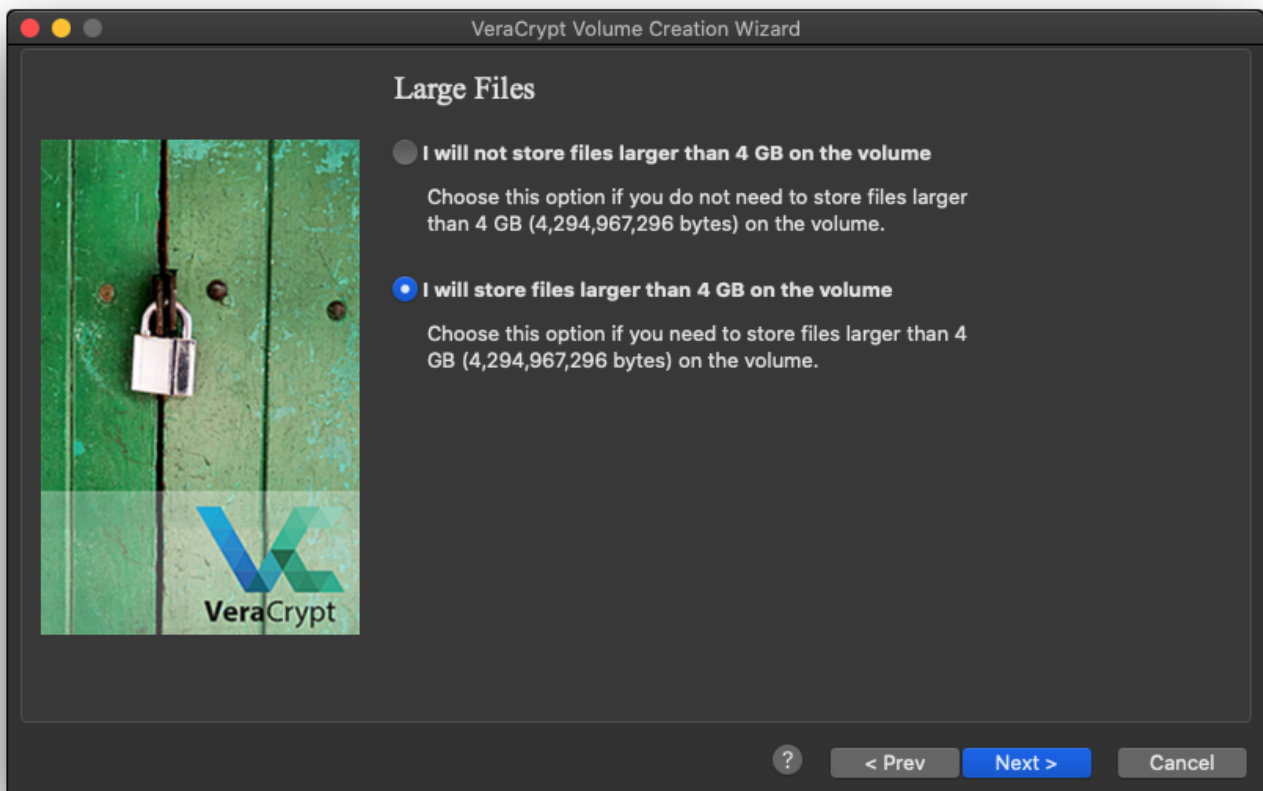 VeraCrypt Volume Creation Wizard
Large Files
I will not store files larger than 4 GB on the volume
Choose this option if you do not need to store files larger
than 4 GB (4,294,967,296 bytes) on the volume.
I will store files larger than 4 GB on the volume
Choose this option if you need to store files larger than 4
GB (4,294,967,296 bytes) on the volume.
VeraCrypt
?
< Prev
Next >
Cancel